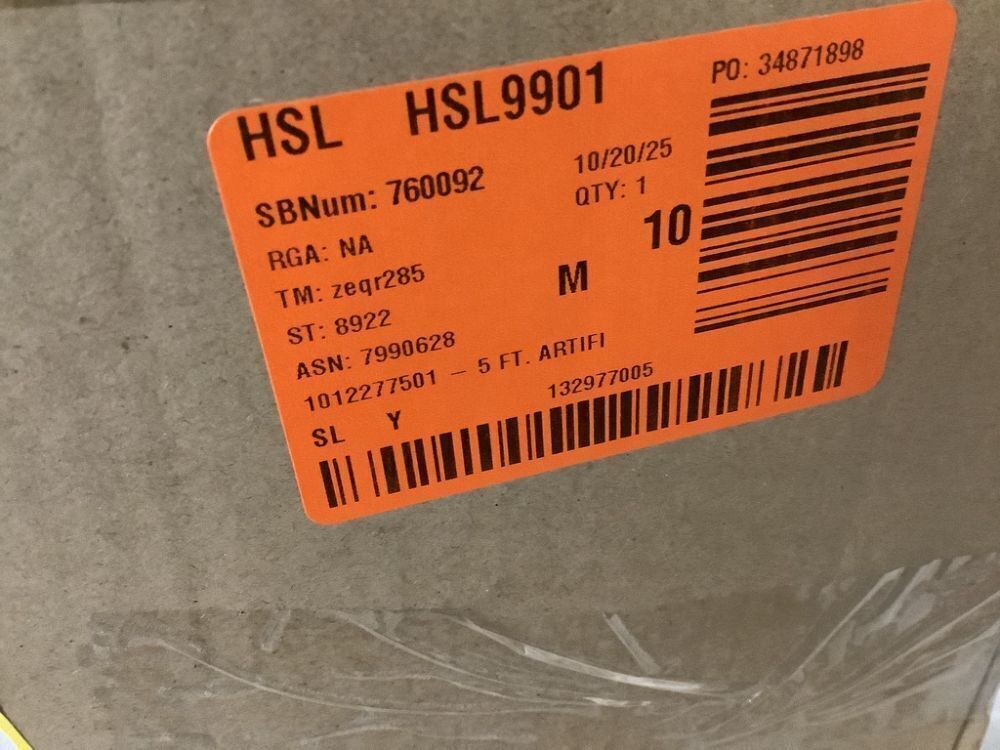 HSL HSL9901 PO: 34871898
SBNum: 760092 10/20/25
RGA: NA QTY: 1
TM: zeqr285 M 10
ST: 8922
ASN: 7990628
1012277501 – 5 FT. ARTIFI
SL Y 132977005